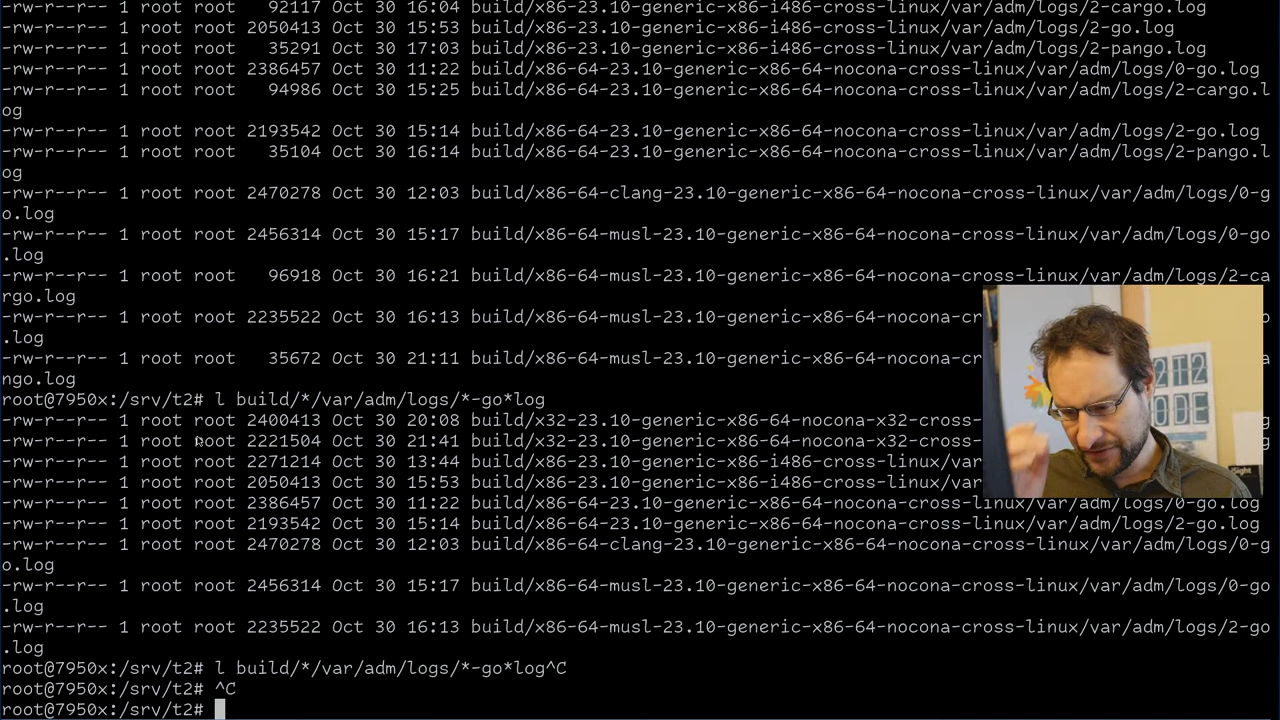 -rw-r--r-- 1 root root   92117 Oct 30 16:04 build/x86-23.10-generic-x86-i486-cross-linux/var/adm/logs/2-cargo.log
-rw-r--r-- 1 root root 2050413 Oct 30 15:53 build/x86-23.10-generic-x86-i486-cross-linux/var/adm/logs/2-go.log
-rw-r--r-- 1 root root   35291 Oct 30 17:03 build/x86-23.10-generic-x86-i486-cross-linux/var/adm/logs/2-pango.log
-rw-r--r-- 1 root root 2386457 Oct 30 11:22 build/x86-64-23.10-generic-x86-64-nocona-cross-linux/var/adm/logs/0-go.log
-rw-r--r-- 1 root root   94986 Oct 30 15:25 build/x86-64-23.10-generic-x86-64-nocona-cross-linux/var/adm/logs/2-cargo.l
og
-rw-r--r-- 1 root root 2193542 Oct 30 15:14 build/x86-64-23.10-generic-x86-64-nocona-cross-linux/var/adm/logs/2-go.log
-rw-r--r-- 1 root root   35104 Oct 30 16:14 build/x86-64-23.10-generic-x86-64-nocona-cross-linux/var/adm/logs/2-pango.l
og
-rw-r--r-- 1 root root 2470278 Oct 30 12:03 build/x86-64-clang-23.10-generic-x86-64-nocona-cross-linux/var/adm/logs/0-g
o.log
-rw-r--r-- 1 root root 2456314 Oct 30 15:17 build/x86-64-musl-23.10-generic-x86-64-nocona-cross-linux/var/adm/logs/0-go
.log
-rw-r--r-- 1 root root   96918 Oct 30 16:21 build/x86-64-musl-23.10-generic-x86-64-nocona-cross-linux/var/adm/logs/2-ca
rgo.log
-rw-r--r-- 1 root root 2235522 Oct 30 16:13 build/x86-64-musl-23.10-generic-x86-64-nocona-cr
.log
-rw-r--r-- 1 root root   35672 Oct 30 21:11 build/x86-64-musl-23.10-generic-x86-64-nocona-cr
ngo.log
root@7950x:/srv/t2# l build/*/var/adm/logs/*-go*log
-rw-r--r-- 1 root root 2400413 Oct 30 20:08 build/x32-23.10-generic-x86-64-nocona-x32-cross-
-rw-r--r-- 1 root root 2221504 Oct 30 21:41 build/x32-23.10-generic-x86-64-nocona-x32-cross-
-rw-r--r-- 1 root root 2271214 Oct 30 13:44 build/x86-23.10-generic-x86-i486-cross-linux/var
-rw-r--r-- 1 root root 2050413 Oct 30 15:53 build/x86-23.10-generic-x86-i486-cross-linux/var
-rw-r--r-- 1 root root 2386457 Oct 30 11:22 build/x86-64-23.10-generic-x86-64-nocona-cross-linux/var/adm/logs/0-go.log
-rw-r--r-- 1 root root 2193542 Oct 30 15:14 build/x86-64-23.10-generic-x86-64-nocona-cross-linux/var/adm/logs/2-go.log
-rw-r--r-- 1 root root 2470278 Oct 30 12:03 build/x86-64-clang-23.10-generic-x86-64-nocona-cross-linux/var/adm/logs/0-g
o.log
-rw-r--r-- 1 root root 2456314 Oct 30 15:17 build/x86-64-musl-23.10-generic-x86-64-nocona-cross-linux/var/adm/logs/0-go
.log
-rw-r--r-- 1 root root 2235522 Oct 30 16:13 build/x86-64-musl-23.10-generic-x86-64-nocona-cross-linux/var/adm/logs/2-go
.log
root@7950x:/srv/t2# l build/*/var/adm/logs/*-go*log^C
root@7950x:/srv/t2# ^C
root@7950x:/srv/t2#
iSight